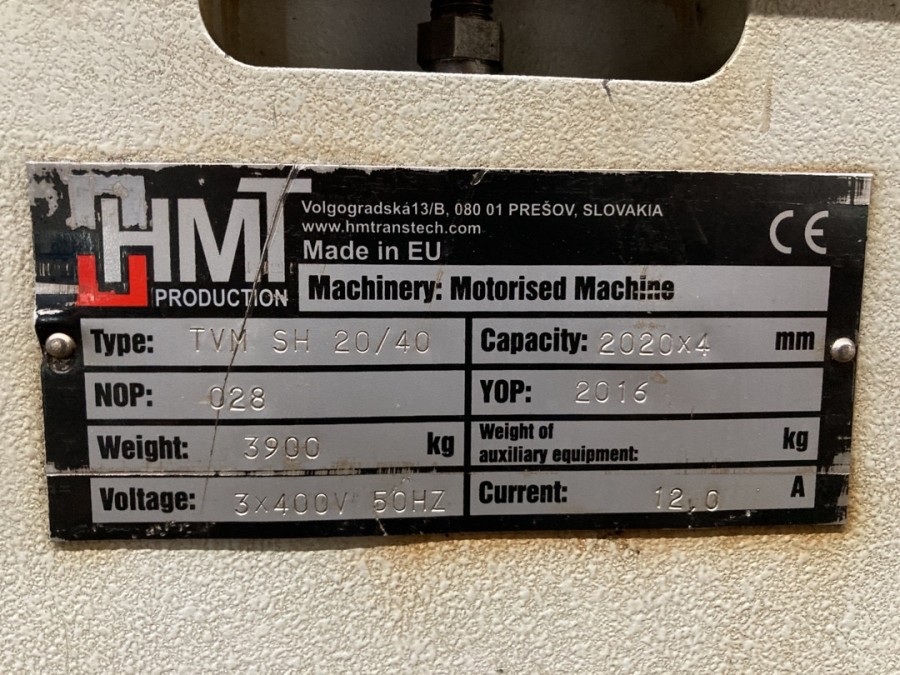 HMT
PRODUCTION
Volgogradská13/B, 080 01 PREŠOV, SLOVAKIA
www.hmtranstech.com
Made in EU
CE
Machinery: Motorised Machine
Type: TVM SH 20/40
Capacity: 2020x4 mm
NOP: 028
YOP: 2016
Weight: 3900 kg
Weight of
auxiliary equipment: kg
Voltage: 3x400V 50HZ
Current: 12,0 A